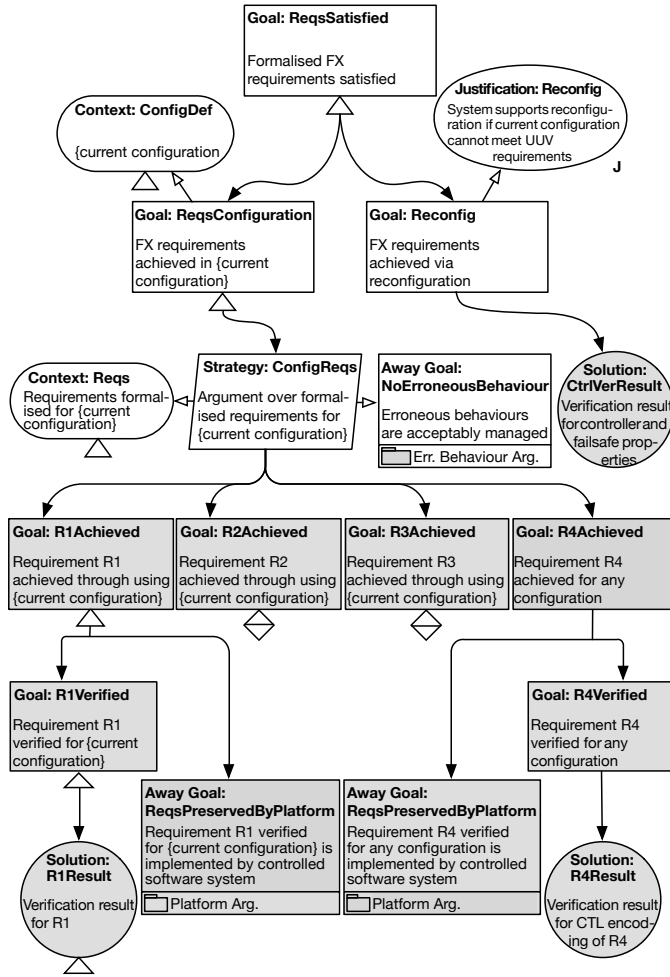 Goal: ReqsSatisfied
Formalised FX
requirements satisfied
Context: ConfigDef
{current configuration
Justification: Reconfig
System supports reconfigu-
ration if current configuration
cannot meet UUV
requirements
J
Goal: ReqsConfiguration
FX requirements
achieved in {current
configuration}
Goal: Reconfig
FX requirements
achieved via
reconfiguration
Context: Reqs
Requirements formal-
ised for {current
configuration}
Strategy: ConfigReqs
Argument over formal-
ised requirements for
{current configuration}
Away Goal:
NoErroneousBehaviour
Erroneous behaviours
are acceptably managed
Err. Behaviour Arg.
Solution:
CtrlVerResult
Verification result
for controller and
failsafe prop-
erties
Goal: R1Achieved
Requirement R1
achieved through using
{current configuration}
Goal: R2Achieved
Requirement R2
achieved through using
{current configuration}
Goal: R3Achieved
Requirement R3
achieved through using
{current configuration}
Goal: R4Achieved
Requirement R4
achieved for any
configuration
Goal: R1Verified
Requirement R1
verified for {current
configuration}
Goal: R4Verified
Requirement R4
verified for any
configuration
Away Goal:
ReqsPreservedByPlatform
Requirement R1 verified
for {current configuration} is
implemented by controlled
software system
Platform Arg.
Away Goal:
ReqsPreservedByPlatform
Requirement R4 verified
for any configuration is
implemented by controlled
software system
Platform Arg.
Solution:
R1Result
Verification result
for R1
Solution:
R4Result
Verification result
for CTL encod-
ing of R4